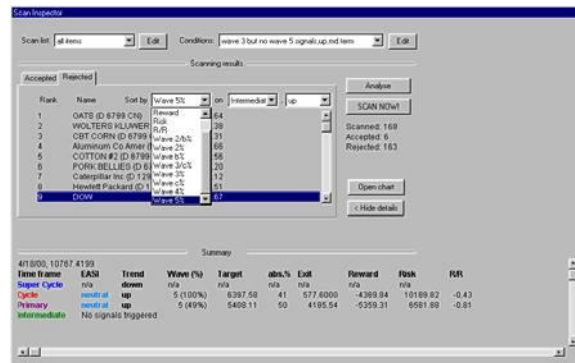 Scan Inspector
Scan list: all items Edit Conditions: wave 3 but no wave 5 signals,up,md term Edit
Scanning results
Accepted Rejected
Analyse
Rank Name Sort by Wave 5% on Intermediat , up
SCAN NOW!
Reward
Risk
R/R
Wave 2/b%
Wave 2%
Wave b%
Wave 3/c%
Wave 3%
Wave c%
Wave 4%
Wave 5%
1 OATS (D 6799 CN) .64
2 WOLTERS KLUWER .38
3 CBT CORN (D 6799 .31
4 Aluminum Co Amer .66
5 COTTON #2 (D 6799 .56
6 PORK BELLIES (D 6 .20
7 Caterpillar Inc (D 129 .12
8 Hewlett Packard (D 1 .51
9 DOW .67
Scanned: 169
Accepted: 6
Rejected: 163
Open chart
< Hide details
Summary
4/18/00, 10767.4199
Time frame EASI Trend Wave (%) Target abs.% Exit Reward Risk R/R
Super Cycle n/a down n/a n/a n/a n/a n/a n/a
Cycle neutral up 5 (100%) 6397.58 41 577.6000 -4369.84 10189.82 -0.43
Primary neutral up 5 (49%) 5408.11 50 4185.54 -5359.31 6581.88 -0.81
Intermediate No signals triggered